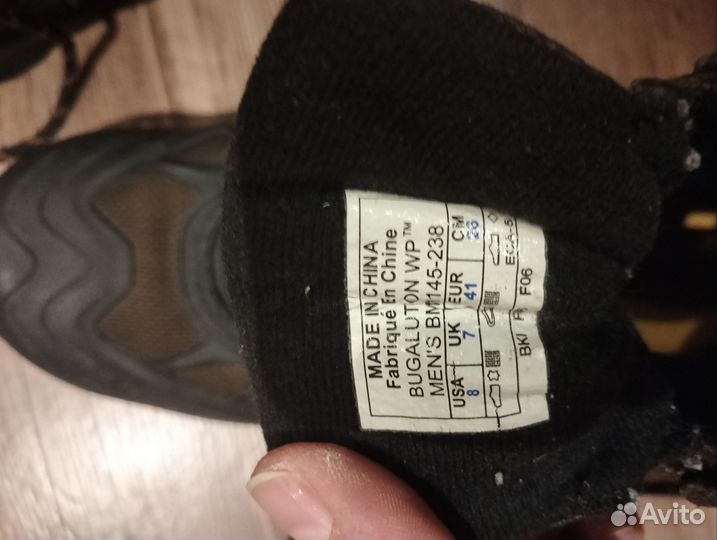 MADE IN CHINA
Fabriqué En Chine
BUGALUTON WP™
MEN'S BM145-238
USA UK EUR CM
8 7 41 26
ECA-5
BK/ A F06
Avito